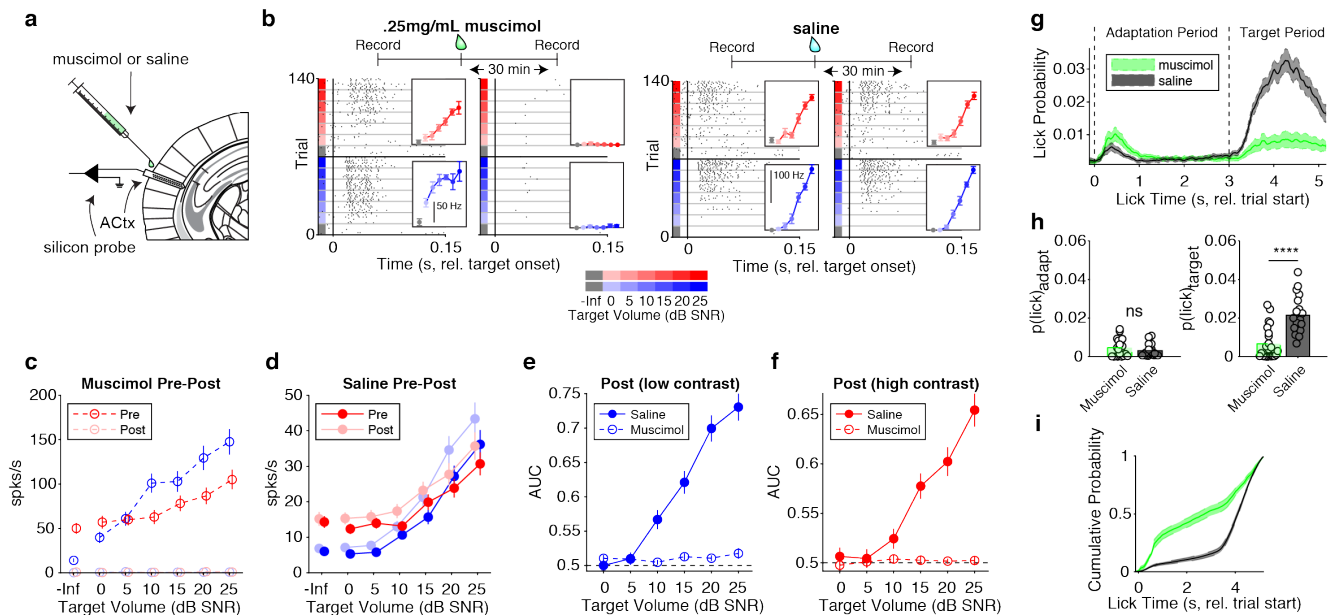 a
muscimol or saline
ACtx
silicon probe
b
.25mg/mL muscimol
Record
Record
30 min
140
Trial
0
50 Hz
0
0.15
0
0.15
Time (s, rel. target onset)
saline
Record
Record
30 min
140
Trial
0
100 Hz
0
0.15
0
0.15
Time (s, rel. target onset)
-Inf 0 5 10 15 20 25
Target Volume (dB SNR)
c
Muscimol Pre-Post
200
150
100
50
0
spks/s
Pre
Post
-Inf 0 5 10 15 20 25
Target Volume (dB SNR)
d
Saline Pre-Post
50
40
30
20
10
0
spks/s
Pre
Post
-Inf 0 5 10 15 20 25
Target Volume (dB SNR)
e
Post (low contrast)
0.75
0.7
0.65
0.6
0.55
0.5
AUC
Saline
Muscimol
0 5 10 15 20 25
Target Volume (dB SNR)
f
Post (high contrast)
0.65
0.6
0.55
0.5
AUC
Saline
Muscimol
0 5 10 15 20 25
Target Volume (dB SNR)
g
Adaptation Period
Target Period
Lick Probability
0.03
0.02
0.01
muscimol
saline
0 1 2 3 4 5
Lick Time (s, rel. trial start)
h
p(lick)adapt
0.06
0.04
0.02
0
ns
Muscimol
Saline
p(lick)target
0.06
0.04
0.02
0
****
Muscimol
Saline
i
Cumulative Probability
1
0
2 4
Lick Time (s, rel. trial start)